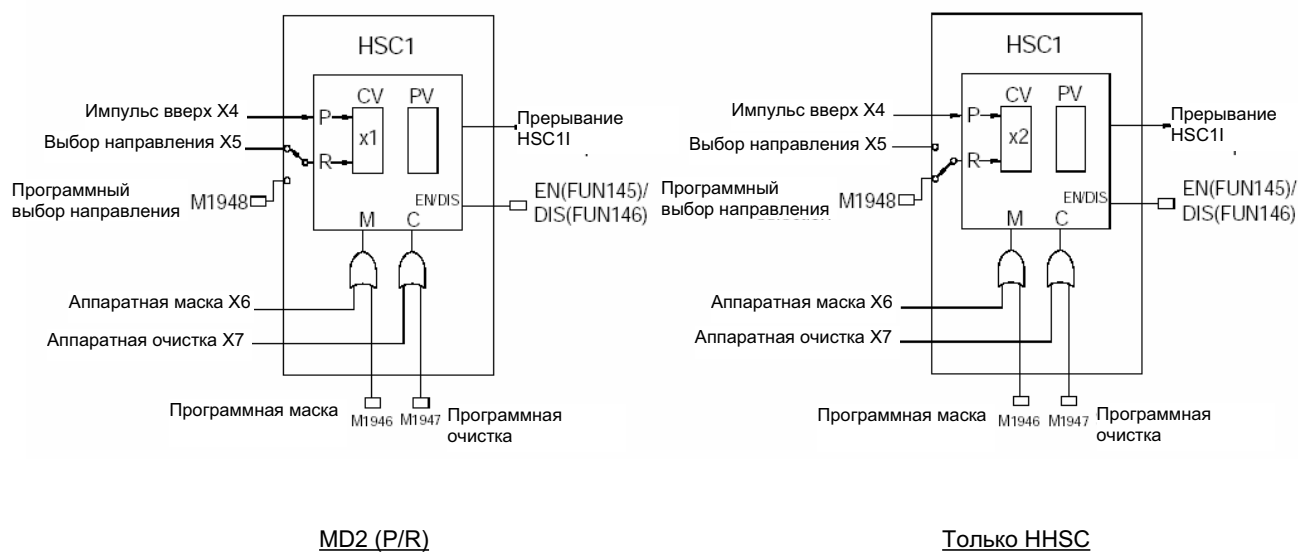 HSC1
CV PV
Импульс вверх X4
P
x1
Прерывание
HSC1I
Выбор направления X5
R
Программный
выбор направления
M1948
EN/DIS
EN(FUN145)/
DIS(FUN146)
M C
Аппаратная маска X6
Аппаратная очистка X7
Программная маска
M1946 M1947
Программная
очистка
MD2 (P/R)
HSC1
CV PV
Импульс вверх X4
P
x2
Прерывание
HSC1I
Выбор направления X5
R
Программный
выбор направления
M1948
EN/DIS
EN(FUN145)/
DIS(FUN146)
M C
Аппаратная маска X6
Аппаратная очистка X7
Программная маска
M1946 M1947
Программная
очистка
Только HHSC